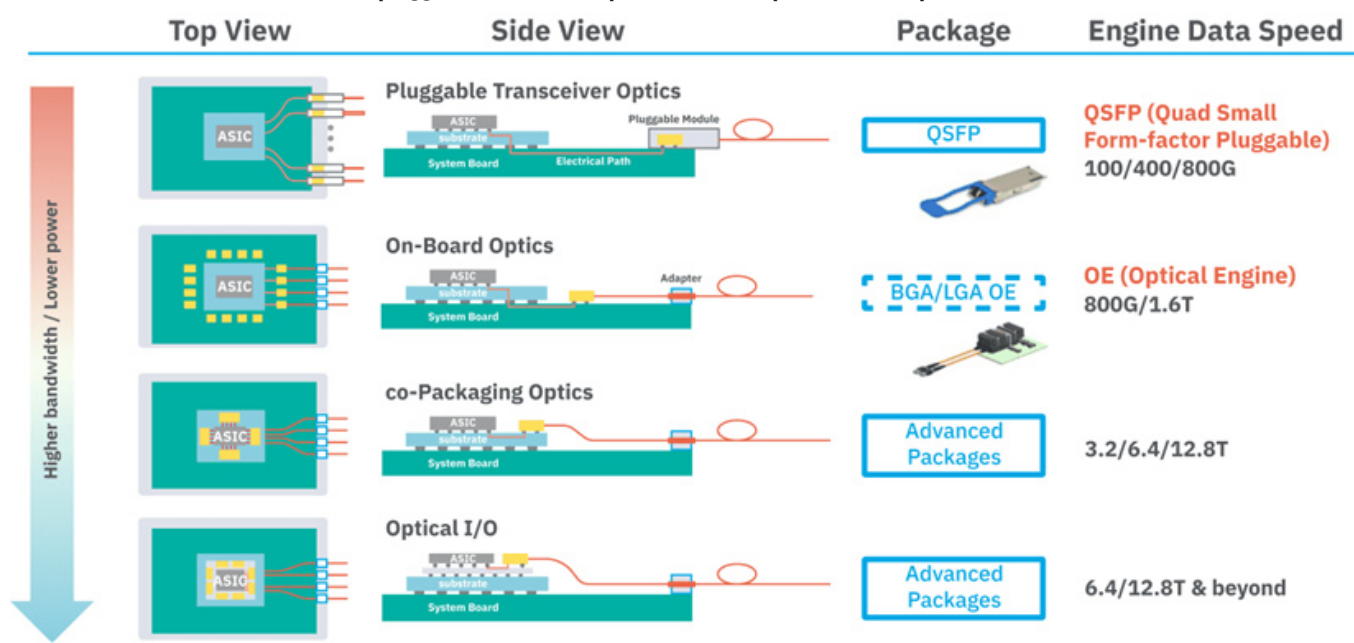 Top View
Side View
Package
Engine Data Speed
Higher bandwidth / Lower power
ASIC
Pluggable Transceiver Optics
ASIC
substrate
System Board
Electrical Path
Pluggable Module
QSFP
QSFP (Quad Small
Form-factor Pluggable)
100/400/800G
ASIC
On-Board Optics
ASIC
substrate
System Board
Adapter
BGA/LGA OE
OE (Optical Engine)
800G/1.6T
ASIC
co-Packaging Optics
ASIC
substrate
System Board
Advanced
Packages
3.2/6.4/12.8T
ASIC
Optical I/O
ASIC
substrate
System Board
Advanced
Packages
6.4/12.8T & beyond